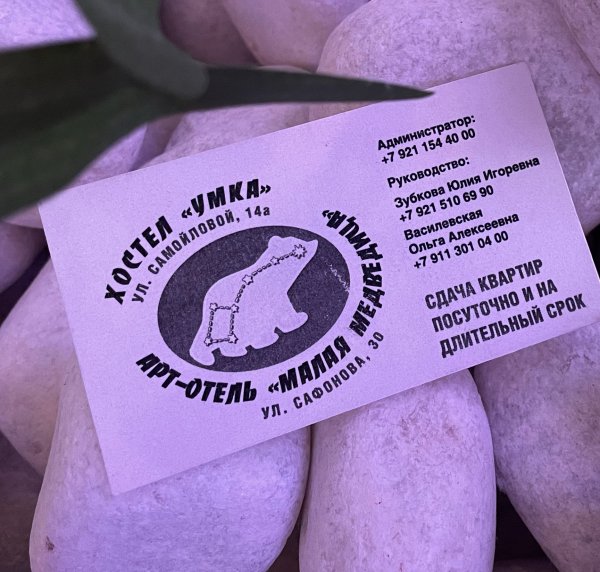 ХОСТЕЛ «УМКА»
УЛ. САМОЙЛОВОЙ, 14а
АРТ-ОТЕЛЬ «МАЛАЯ МЕДВЕДИЦА»
УЛ. САФОНОВА, 30
Администратор:
+7 921 154 40 00
Руководство:
Зубкова Юлия Игоревна
+7 921 510 69 90
Василевская
Ольга Алексеевна
+7 911 301 04 00
СДАЧА КВАРТИР
ПОСУТОЧНО И НА
ДЛИТЕЛЬНЫЙ СРОК